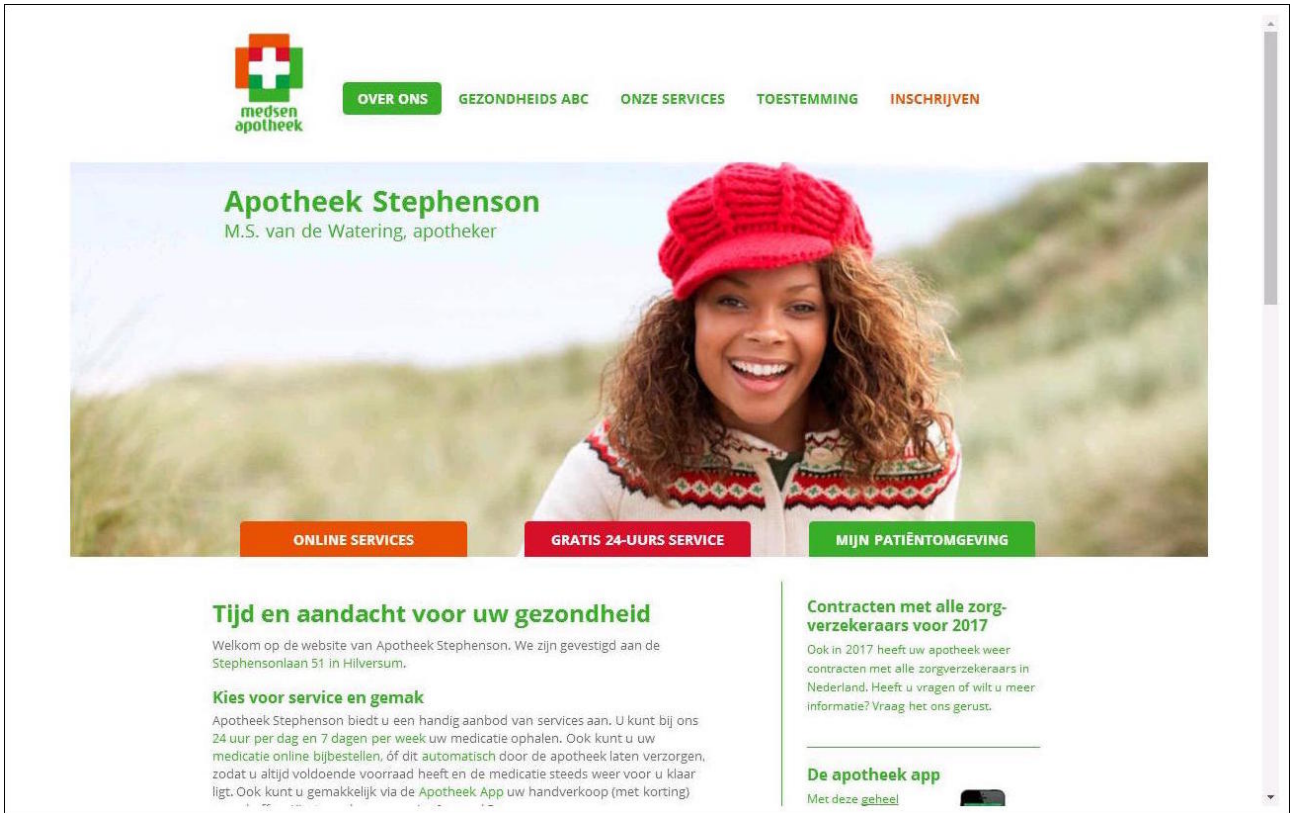 medsen
apotheek
OVER ONS
GEZONDHEIDS ABC
ONZE SERVICES
TOESTEMMING
INSCHRIJVEN
Apotheek Stephenson
M.S. van de Watering, apotheker
ONLINE SERVICES
GRATIS 24-UURS SERVICE
MIJN PATIËNTOMGEVING
Tijd en aandacht voor uw gezondheid
Welkom op de website van Apotheek Stephenson. We zijn gevestigd aan de
Stephensonlaan 51 in Hilversum.
Kies voor service en gemak
Apotheek Stephenson biedt u een handig aanbod van services aan. U kunt bij ons
24 uur per dag en 7 dagen per week uw medicatie ophalen. Ook kunt u uw
medicatie online bijbestellen, óf dit automatisch door de apotheek laten verzorgen,
zodat u altijd voldoende voorraad heeft en de medicatie steeds weer voor u klaar
ligt. Ook kunt u gemakkelijk via de Apotheek App uw handverkoop (met korting)
Contracten met alle zorg-
verzekeraars voor 2017
Ook in 2017 heeft uw apotheek weer
contracten met alle zorgverzekeraars in
Nederland. Heeft u vragen of wilt u meer
informatie? Vraag het ons gerust.
De apotheek app
Met deze geheel